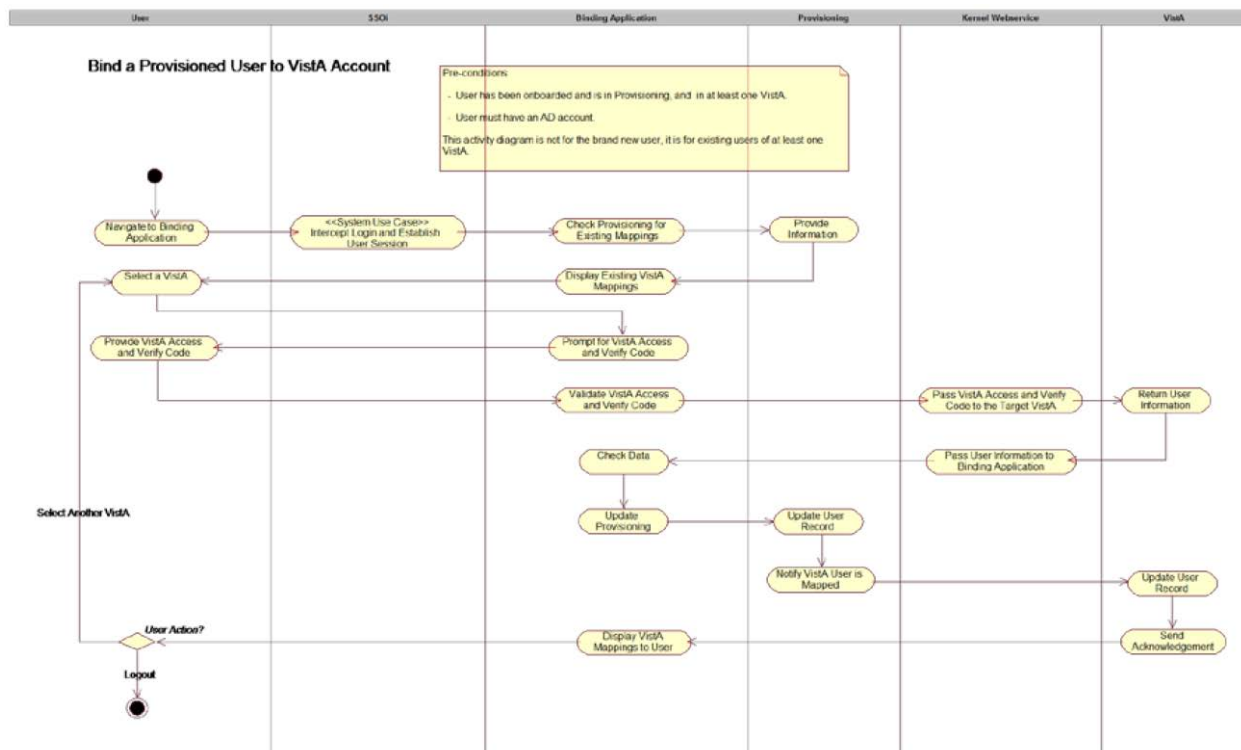 User
SSOi
Binding Application
Provisioning
Kernel Webservice
VistA
Bind a Provisioned User to VistA Account
Pre-conditions
- User has been onboarded and is in Provisioning, and in at least one VistA.
- User must have an AD account.
This activity diagram is not for the brand new user, it is for existing users of at least one
VistA.
Navigate to Binding
Application
<<System Use Case>>
Intercept Login and Establish
User Session
Check Provisioning for
Existing Mappings
Provide
Information
Select a VistA
Display Existing VistA
Mappings
Provide VistA Access
and Verify Code
Prompt for VistA Access
and Verify Code
Validate VistA Access
and Verify Code
Pass VistA Access and Verify
Code to the Target VistA
Return User
Information
Check Data
Pass User Information to
Binding Application
Select Another VistA
Update
Provisioning
Update User
Record
Notify VistA User is
Mapped
Update User
Record
User Action?
Display VistA
Mappings to User
Send
Acknowledgement
Logout